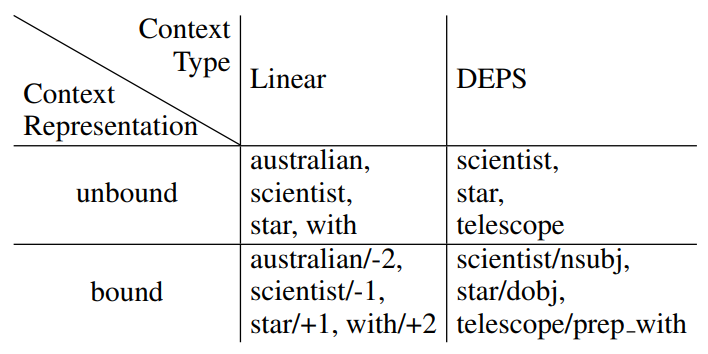 Context
Type
Context
Representation
Linear
DEPS
unbound
australian,
scientist,
star, with
scientist,
star,
telescope
bound
australian/-2,
scientist/-1,
star/+1, with/+2
scientist/nsubj,
star/dobj,
telescope/prep_with